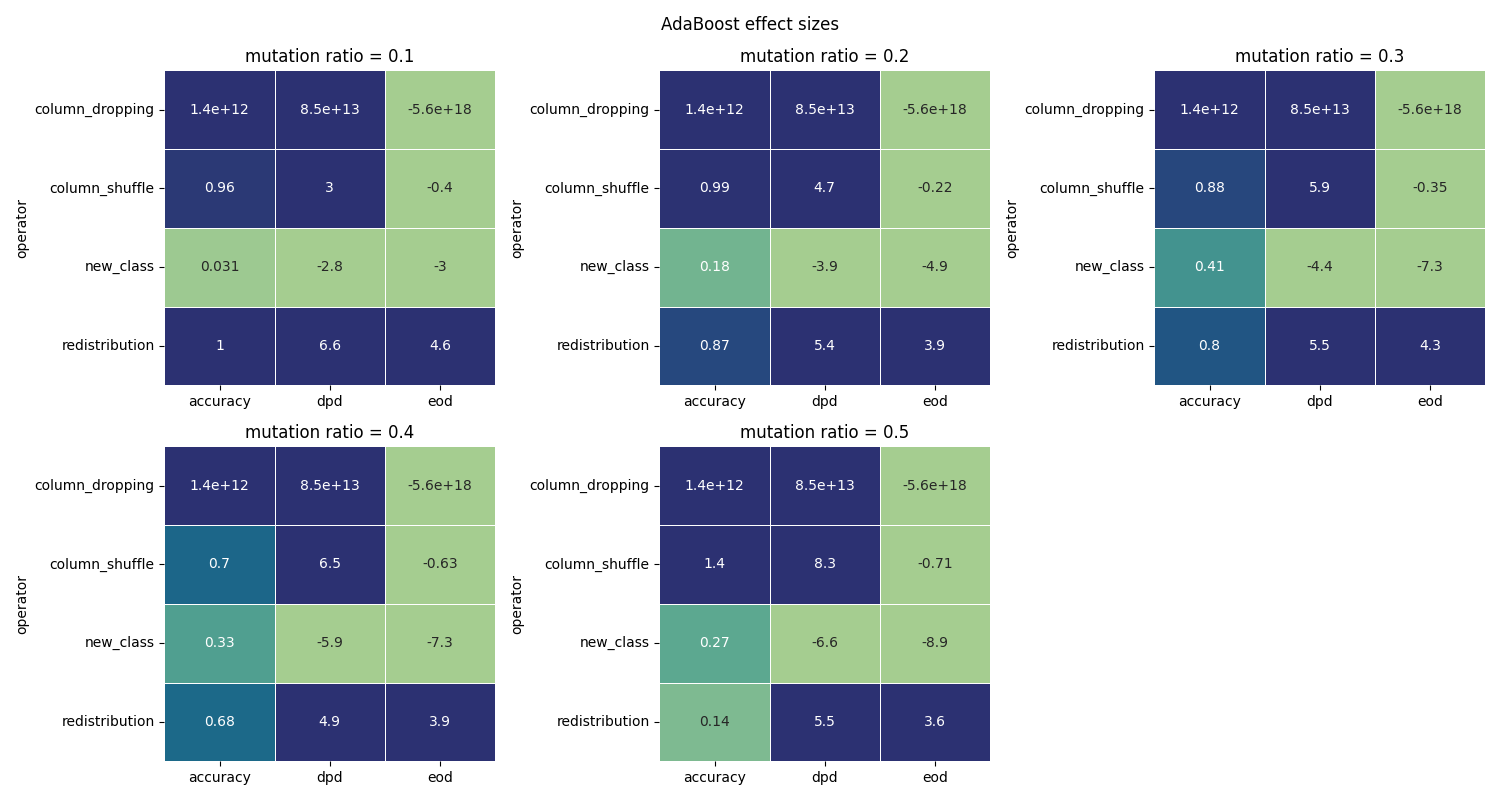 AdaBoost effect sizes
mutation ratio = 0.1
operator
column_dropping 1.4e+12 8.5e+13 -5.6e+18
column_shuffle 0.96 3 -0.4
new_class 0.031 -2.8 -3
redistribution 1 6.6 4.6
accuracy dpd eod
mutation ratio = 0.2
operator
column_dropping 1.4e+12 8.5e+13 -5.6e+18
column_shuffle 0.99 4.7 -0.22
new_class 0.18 -3.9 -4.9
redistribution 0.87 5.4 3.9
accuracy dpd eod
mutation ratio = 0.3
operator
column_dropping 1.4e+12 8.5e+13 -5.6e+18
column_shuffle 0.88 5.9 -0.35
new_class 0.41 -4.4 -7.3
redistribution 0.8 5.5 4.3
accuracy dpd eod
mutation ratio = 0.4
operator
column_dropping 1.4e+12 8.5e+13 -5.6e+18
column_shuffle 0.7 6.5 -0.63
new_class 0.33 -5.9 -7.3
redistribution 0.68 4.9 3.9
accuracy dpd eod
mutation ratio = 0.5
operator
column_dropping 1.4e+12 8.5e+13 -5.6e+18
column_shuffle 1.4 8.3 -0.71
new_class 0.27 -6.6 -8.9
redistribution 0.14 5.5 3.6
accuracy dpd eod